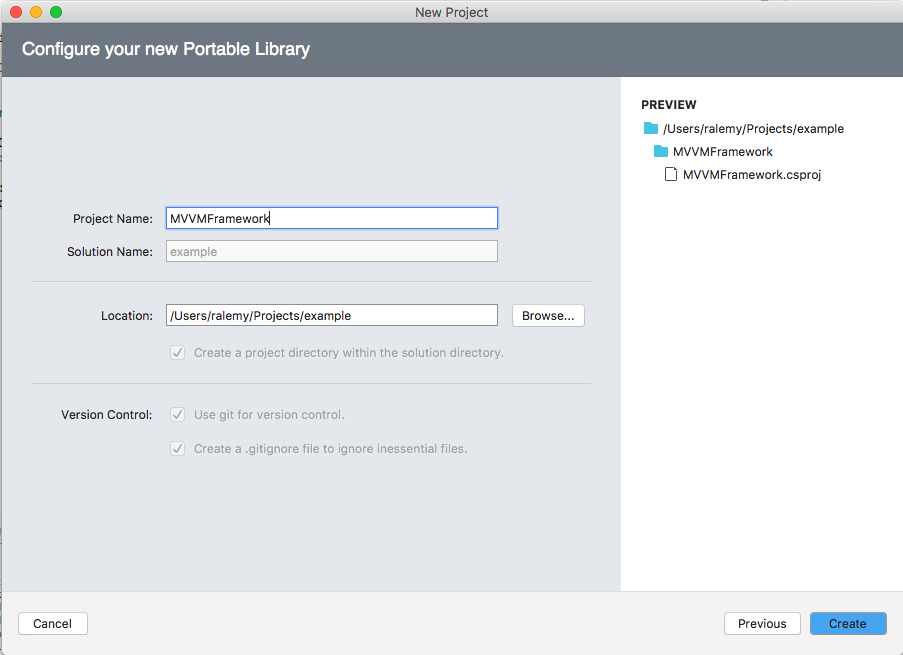 New Project
Configure your new Portable Library
PREVIEW
/Users/ralemy/Projects/example
MVVMFramework
MVVMFramework.csproj
Project Name: MVVMFramework
Solution Name: example
Location: /Users/ralemy/Projects/example Browse...
Create a project directory within the solution directory.
Version Control: Use git for version control.
Create a .gitignore file to ignore inessential files.
Cancel Previous Create